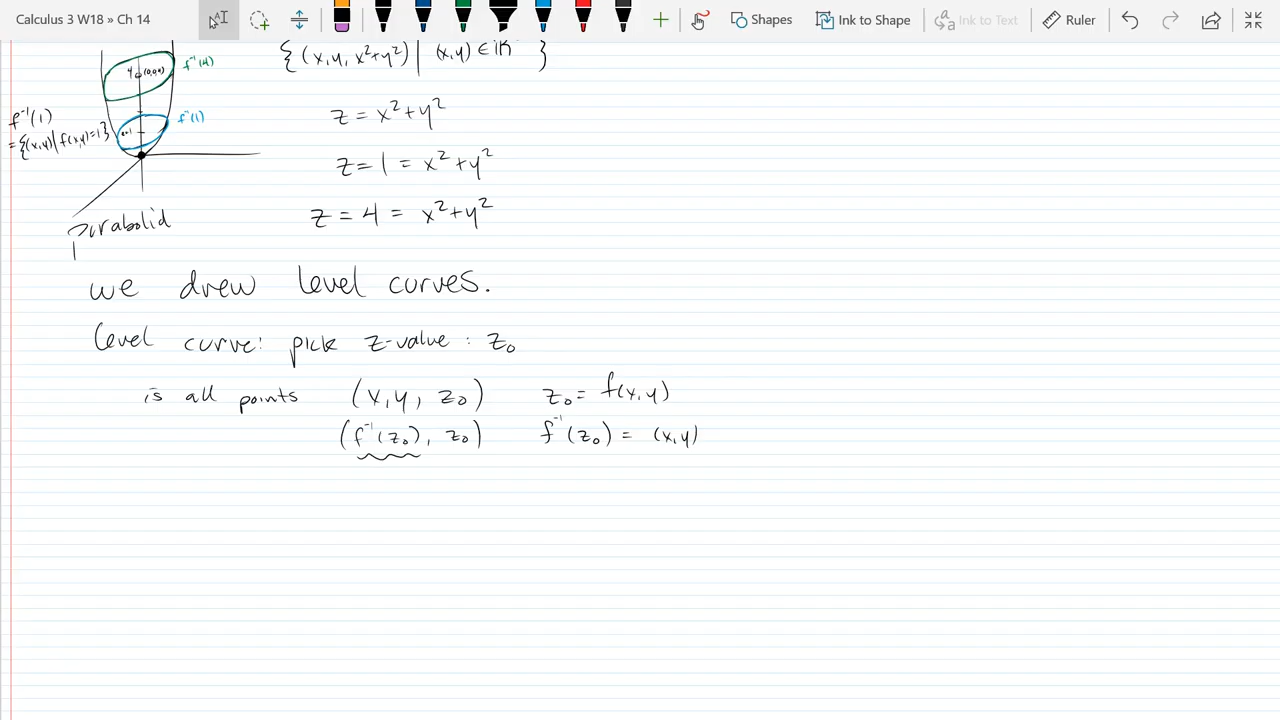 Calculus 3 W18 » Ch 14
Shapes
Ink to Shape
Ink to Text
Ruler
{(x,y, x²+y²) | (x,y) ∈ ℝ }
4 (0,0,4)
f⁻¹(4)
z = x²+y²
f⁻¹(1)
= {(x,y) | f(x,y)=1}
f⁻¹(1)
z = 1 = x²+y²
z = 4 = x²+y²
parabolid
we drew level curves.
level curve: pick z-value : z₀
is all points (x,y, z₀) z₀ = f(x,y)
(f⁻¹(z₀), z₀) f⁻¹(z₀) = (x,y)